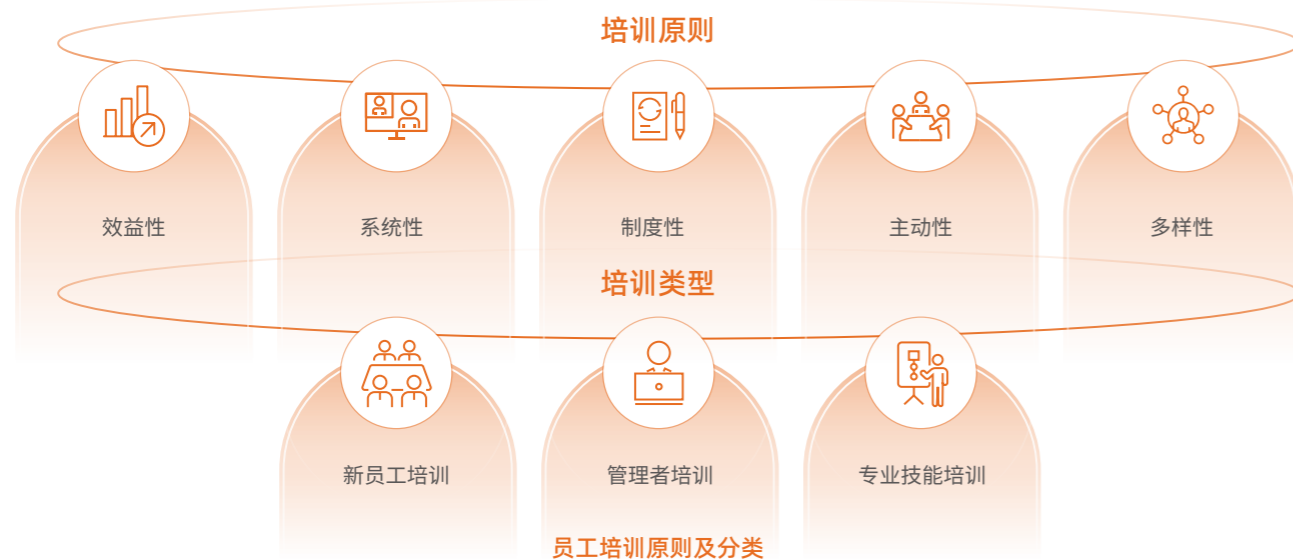 培训原则
效益性
系统性
制度性
主动性
多样性
培训类型
新员工培训
管理者培训
专业技能培训
员工培训原则及分类